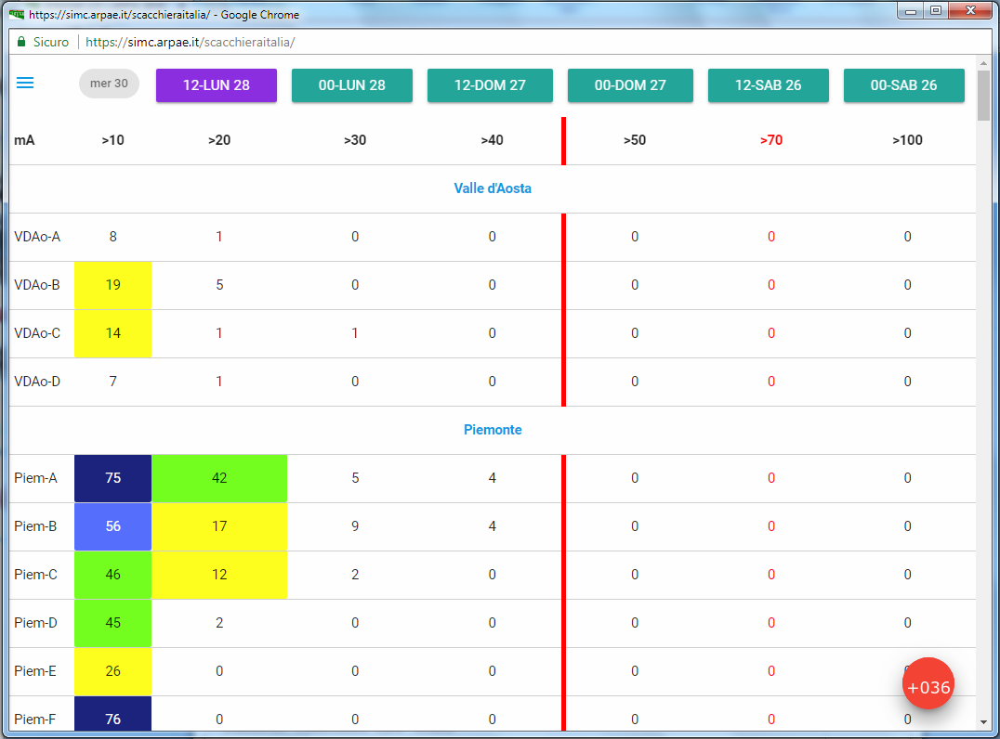 https://simc.arpae.it/scacchieraitalia/ - Google Chrome
Sicuro https://simc.arpae.it/scacchieraitalia/
mer 30 12-LUN 28 00-LUN 28 12-DOM 27 00-DOM 27 12-SAB 26 00-SAB 26
mA >10 >20 >30 >40 >50 >70 >100
Valle d'Aosta
VDAo-A 8 1 0 0 0 0 0
VDAo-B 19 5 0 0 0 0 0
VDAo-C 14 1 1 0 0 0 0
VDAo-D 7 1 0 0 0 0 0
Piemonte
Piem-A 75 42 5 4 0 0 0
Piem-B 56 17 9 4 0 0 0
Piem-C 46 12 2 0 0 0 0
Piem-D 45 2 0 0 0 0 0
Piem-E 26 0 0 0 0 0
+036
Piem-F 76 0 0 0 0 0 0